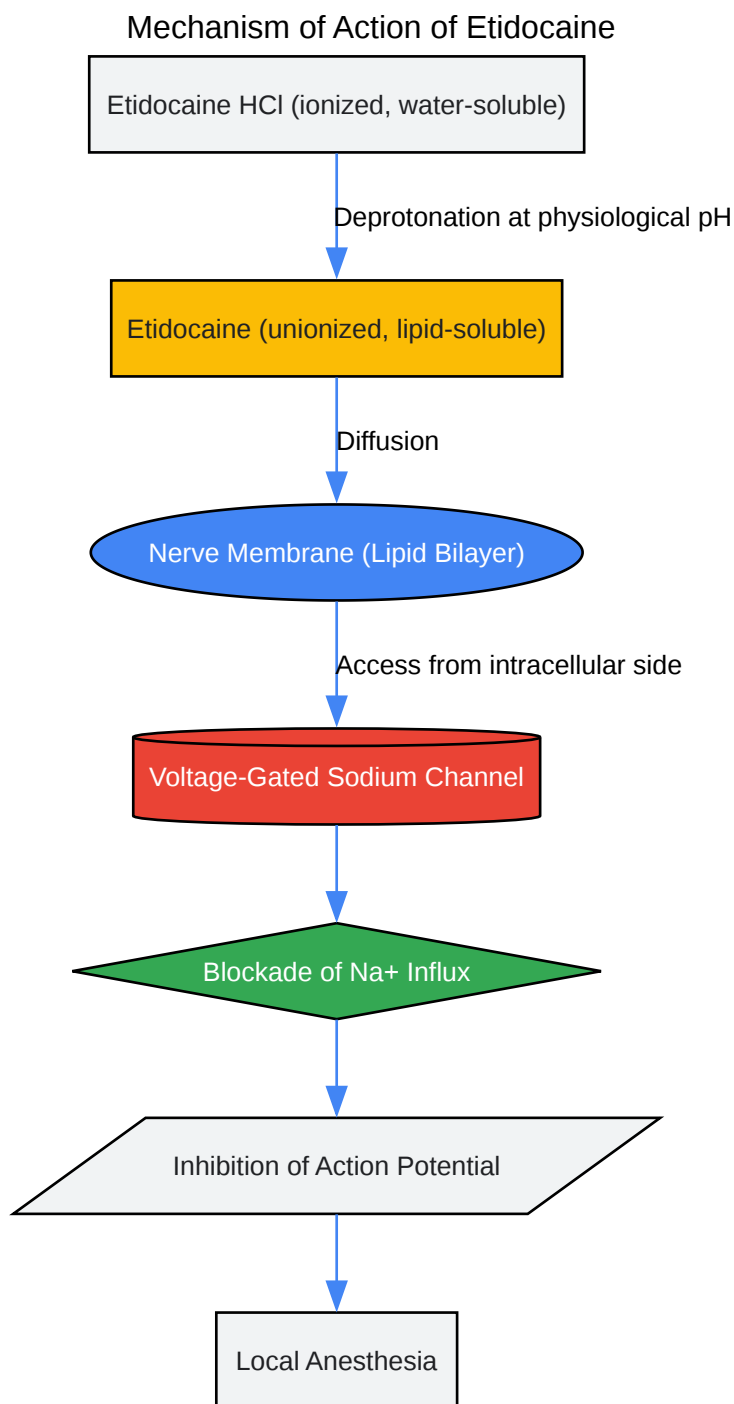 Mechanism of Action of Etidocaine
Etidocaine HCl (ionized, water-soluble)
Deprotonation at physiological pH
Etidocaine (unionized, lipid-soluble)
Diffusion
Nerve Membrane (Lipid Bilayer)
Access from intracellular side
Voltage-Gated Sodium Channel
Blockade of Na+ Influx
Inhibition of Action Potential
Local Anesthesia